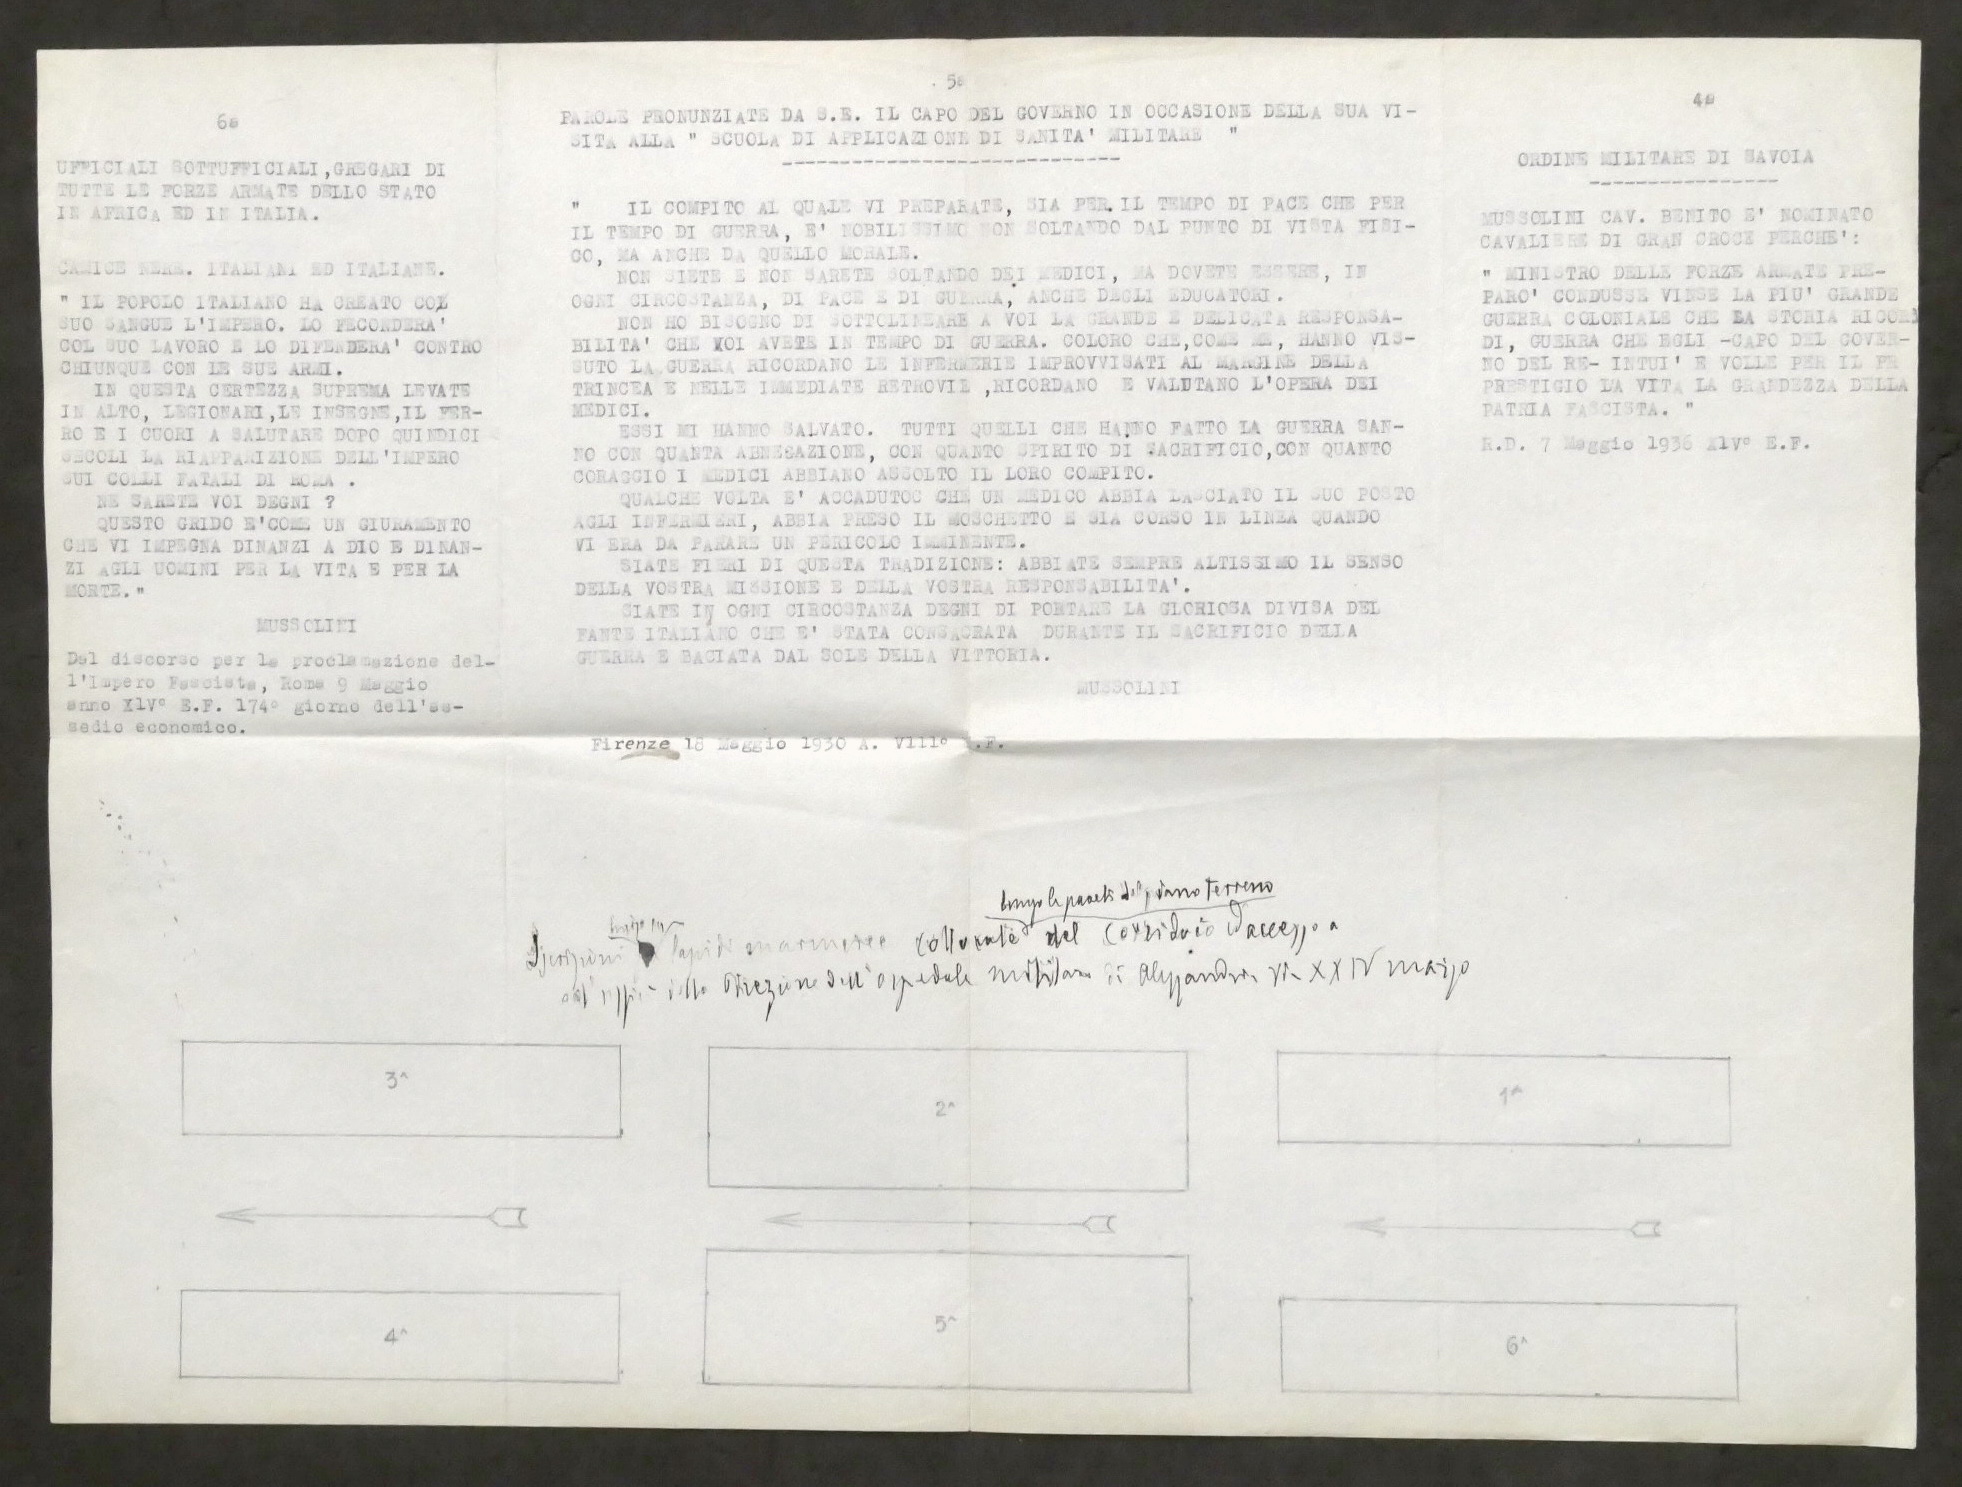 6a
UFFICIALI SOTTUFFICIALI,GREGARI DI
TUTTE LE FORZE ARMATE DELLO STATO
IN AFRICA ED IN ITALIA.
CAMICE NERE. ITALIANI ED ITALIANE.
" IL POPOLO ITALIANO HA CREATO COL
SUO SANGUE L'IMPERO. LO FECONDERA'
COL SUO LAVORO E LO DIFENDERA' CONTRO
CHIUNQUE CON LE SUE ARMI.
IN QUESTA CERTEZZA SUPREMA LEVATE
IN ALTO, LEGIONARI,LE INSEGNE,IL FER-
RO E I CUORI A SALUTARE DOPO QUINDICI
SECOLI LA RIAPPARIZIONE DELL'IMPERO
SUI COLLI FATALI DI ROMA .
NE SARETE VOI DEGNI ?
QUESTO GRIDO E'COME UN GIURAMENTO
CHE VI IMPEGNA DINANZI A DIO E DINAN-
ZI AGLI UOMINI PER LA VITA E PER LA
MORTE."
MUSSOLINI
Dal discorso per la proclamazione del-
l'Impero Fascista, Roma 9 Maggio
anno XlVº E.F. 174º giorno dell'as-
sedio economico.
5a
PAROLE PRONUNZIATE DA S.E. IL CAPO DEL GOVERNO IN OCCASIONE DELLA SUA VI-
SITA ALLA " SCUOLA DI APPLICAZIONE DI SANITA' MILITARE "
" IL COMPITO AL QUALE VI PREPARATE, SIA PER IL TEMPO DI PACE CHE PER
IL TEMPO DI GUERRA, E' NOBILISSIMO NON SOLTANDO DAL PUNTO DI VISTA FISI-
CO, MA ANCHE DA QUELLO MORALE.
NON SIETE E NON SARETE SOLTANDO DEI MEDICI, MA DOVETE ESSERE, IN
OGNI CIRCOSTANZA, DI PACE E DI GUERRA, ANCHE DEGLI EDUCATORI.
NON HO BISOGNO DI SOTTOLINEARE A VOI LA GRANDE E DELICATA RESPONSA-
BILITA' CHE VOI AVETE IN TEMPO DI GUERRA. COLORO CHE,COME ME, HANNO VIS-
SUTO LA GUERRA RICORDANO LE INFERMERIE IMPROVVISATI AL MARGINE DELLA
TRINCEA E NELLE IMMEDIATE RETROVIE ,RICORDANO E VALUTANO L'OPERA DEI
MEDICI.
ESSI MI HANNO SALVATO. TUTTI QUELLI CHE HANNO FATTO LA GUERRA SAN-
NO CON QUANTA ABNEGAZIONE, CON QUANTO SPIRITO DI SACRIFICIO,CON QUANTO
CORAGGIO I MEDICI ABBIANO ASSOLTO IL LORO COMPITO.
QUALCHE VOLTA E' ACCADUTOC CHE UN MEDICO ABBIA LASCIATO IL SUO POSTO
AGLI INFERMIERI, ABBIA PRESO IL MOSCHETTO E SIA CORSO IN LINEA QUANDO
VI ERA DA PARARE UN PERICOLO IMMINENTE.
SIATE FIERI DI QUESTA TRADIZIONE: ABBIATE SEMPRE ALTISSIMO IL SENSO
DELLA VOSTRA MISSIONE E DELLA VOSTRA RESPONSABILITA'.
SIATE IN OGNI CIRCOSTANZA DEGNI DI PORTARE LA GLORIOSA DIVISA DEL
FANTE ITALIANO CHE E' STATA CONSACRATA DURANTE IL SACRIFICIO DELLA
GUERRA E BACIATA DAL SOLE DELLA VITTORIA.
MUSSOLINI
Firenze 18 Maggio 1930 A. Vlllº E.F.
4a
ORDINE MILITARE DI SAVOIA
MUSSOLINI CAV. BENITO E' NOMINATO
CAVALIERE DI GRAN CROCE PERCHE':
" MINISTRO DELLE FORZE ARMATE PRE-
PARO' CONDUSSE VINSE LA PIU' GRANDE
GUERRA COLONIALE CHE LA STORIA RICOR
DI, GUERRA CHE EGLI -CAPO DEL GOVER-
NO DEL RE- INTUI' E VOLLE PER IL PR
PRESTIGIO LA VITA LA GRANDEZZA DELLA
PATRIA FASCISTA. "
R.D. 7 Maggio 1936 XlVº E.F.
lungo le pareti del piano terreno
Iscrizioni lapidi marmoree collocate del corridoio d'accesso a
della Direzione dell'ospedale militare di Alessandria via XXIV marzo
3^
2^
1^
4^
5^
6^